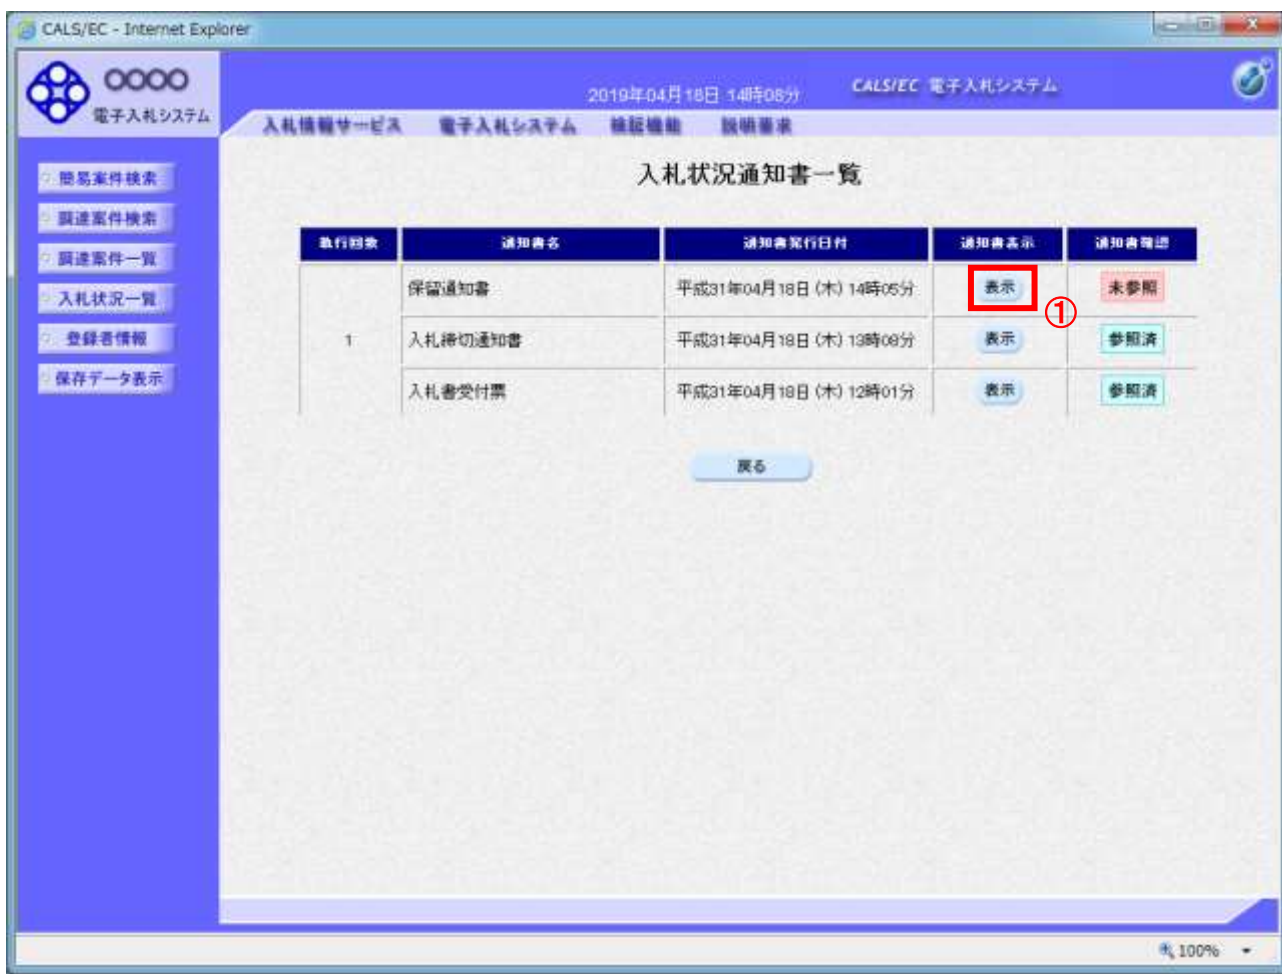 CALS/EC - Internet Explorer
OOOO
電子入札システム
2019年04月18日 14時08分
CALS/EC 電子入札システム
入札情報サービス 電子入札システム 検証機能 説明要求
簡易案件検索
調達案件検索
調達案件一覧
入札状況一覧
登録者情報
保存データ表示
入札状況通知書一覧
執行回数 通知書名 通知書発行日付 通知書表示 通知書確認
保留通知書 平成31年04月18日(木) 14時05分 表示 未参照
①
1 入札締切通知書 平成31年04月18日(木) 13時08分 表示 参照済
入札書受付票 平成31年04月18日(木) 12時01分 表示 参照済
戻る
100%